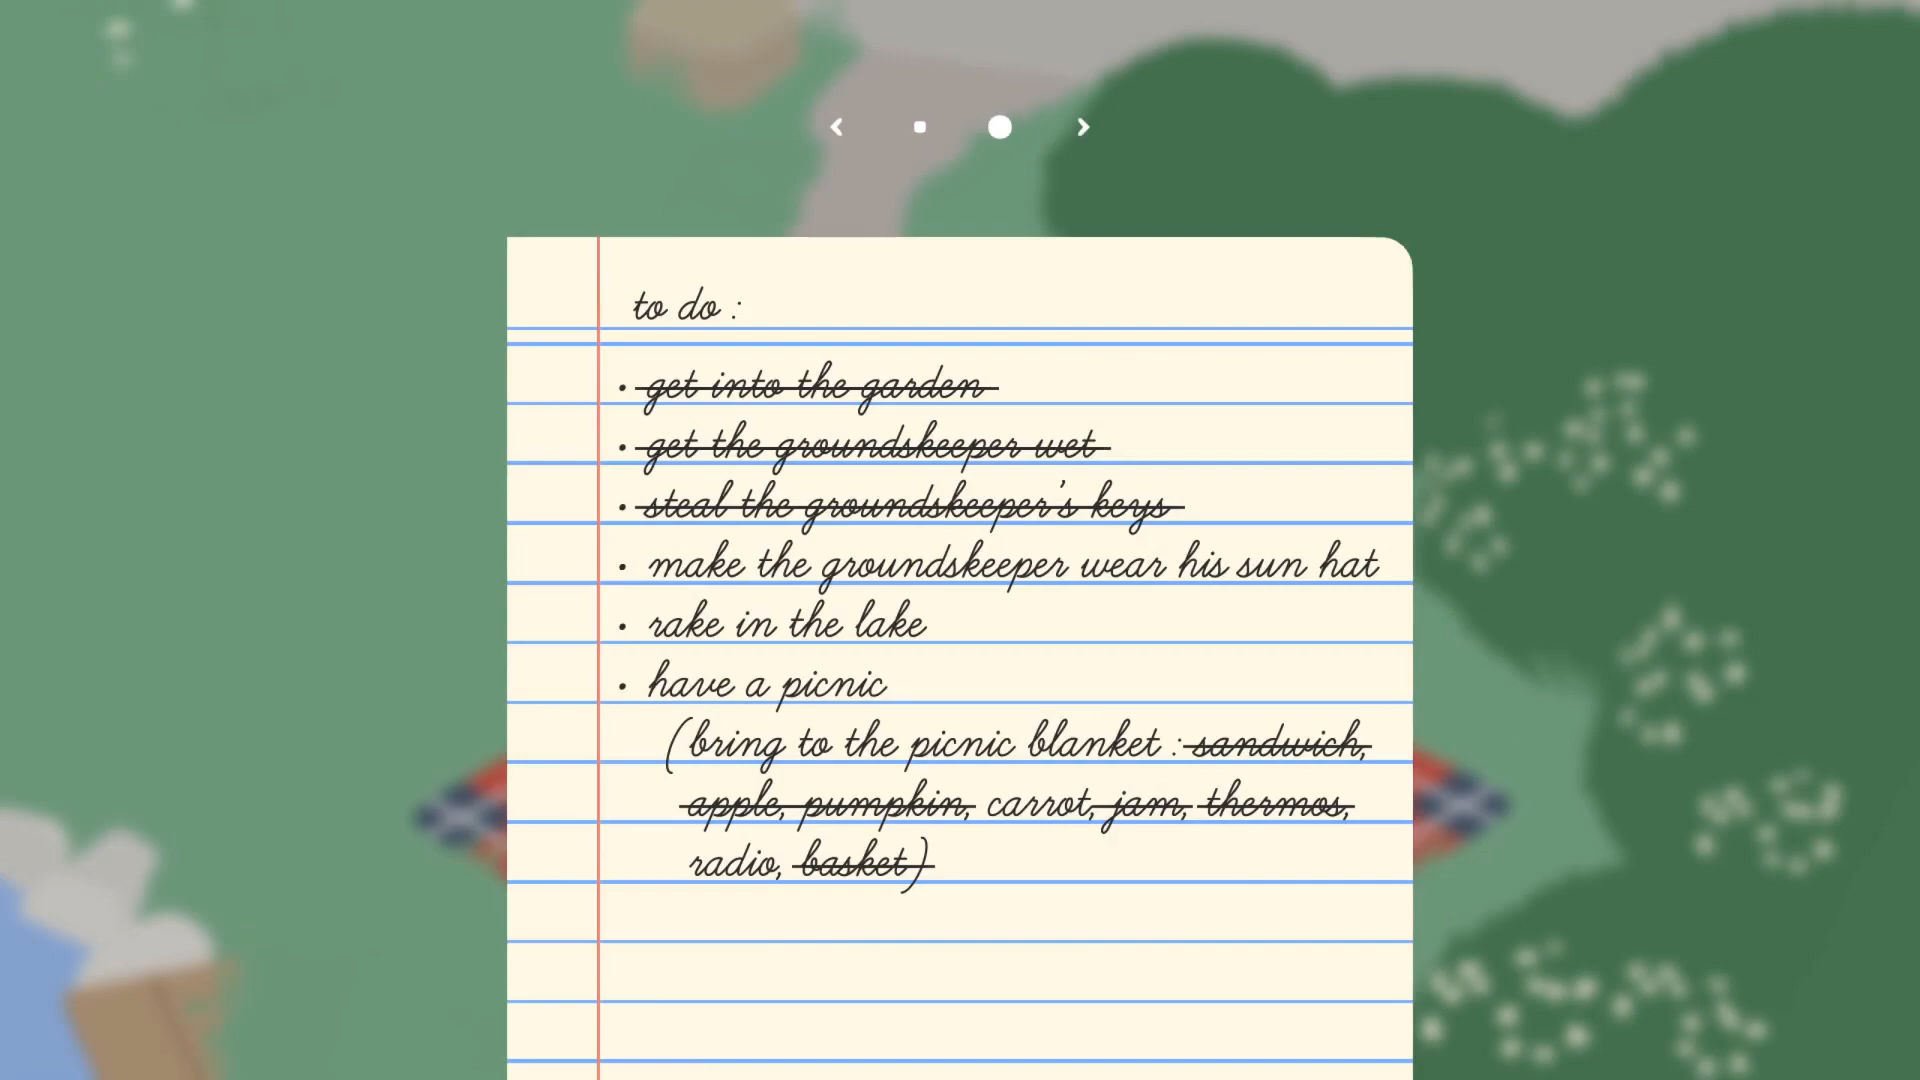 to do :
• get into the garden
• get the groundskeeper wet
• steal the groundskeeper's keys
• make the groundskeeper wear his sun hat
• rake in the lake
• have a picnic
(bring to the picnic blanket : sandwich,
apple, pumpkin, carrot, jam, thermos,
radio, basket)